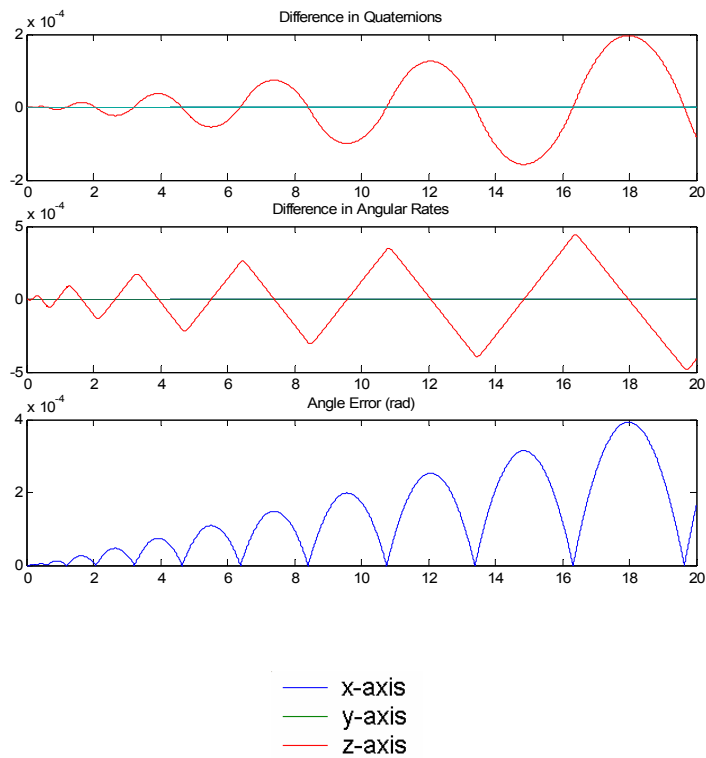 Difference in Quaternions
2 x 10-4
0
-2
0 2 4 6 8 10 12 14 16 18 20
Difference in Angular Rates
5 x 10-4
0
-5
0 2 4 6 8 10 12 14 16 18 20
Angle Error (rad)
4 x 10-4
2
0
0 2 4 6 8 10 12 14 16 18 20
x-axis
y-axis
z-axis